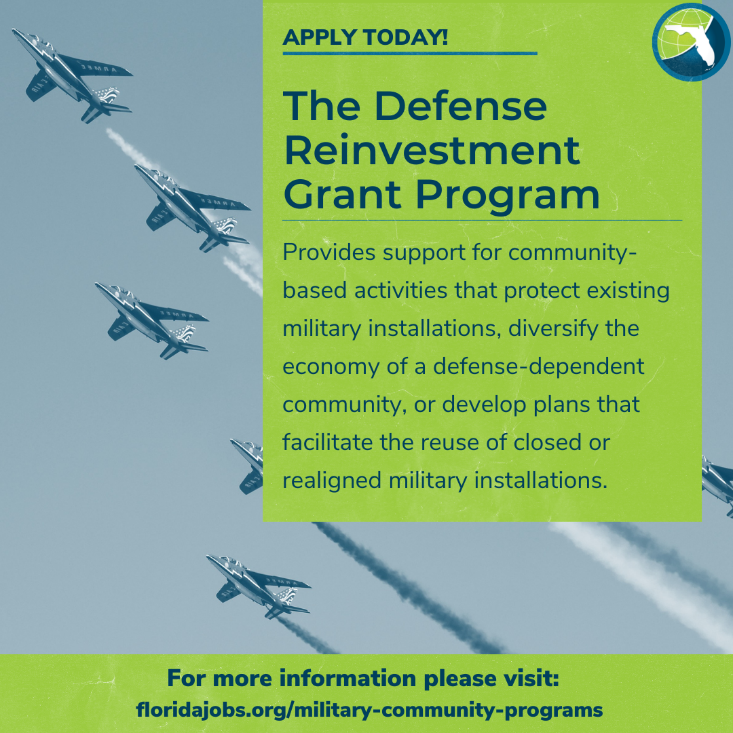 APPLY TODAY!
The Defense
Reinvestment
Grant Program
Provides support for community-
based activities that protect existing
military installations, diversify the
economy of a defense-dependent
community, or develop plans that
facilitate the reuse of closed or
realigned military installations.
For more information please visit:
floridajobs.org/military-community-programs